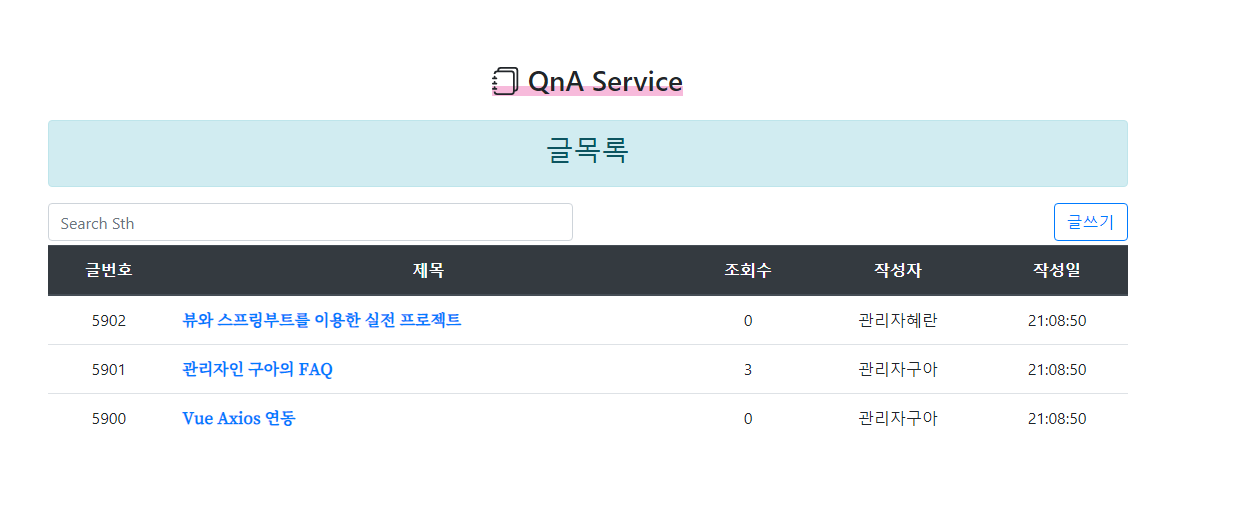 QnA Service
글목록
Search Sth 글쓰기
글번호 제목 조회수 작성자 작성일
5902 뷰와 스프링부트를 이용한 실전 프로젝트 0 관리자혜란 21:08:50
5901 관리자인 구아의 FAQ 3 관리자구아 21:08:50
5900 Vue Axios 연동 0 관리자구아 21:08:50